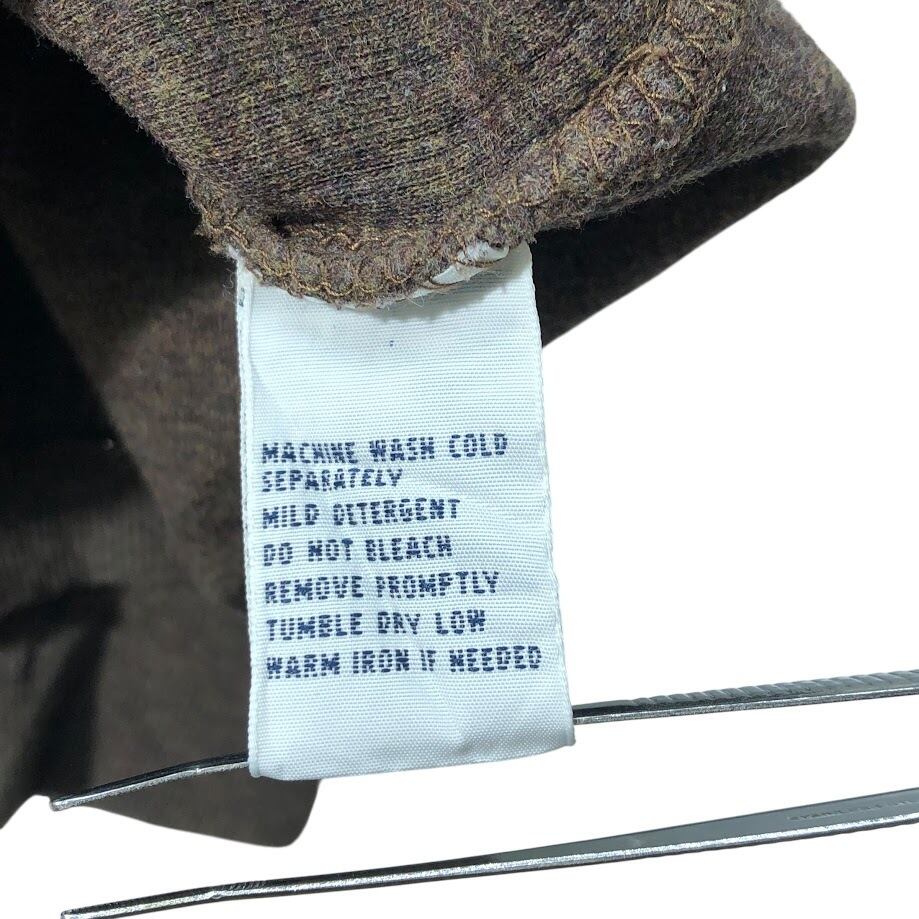 MACHINE WASH COLD
SEPARATELY
MILD DETERGENT
DO NOT BLEACH
REMOVE PROMPTLY
TUMBLE DRY LOW
WARM IRON IF NEEDED